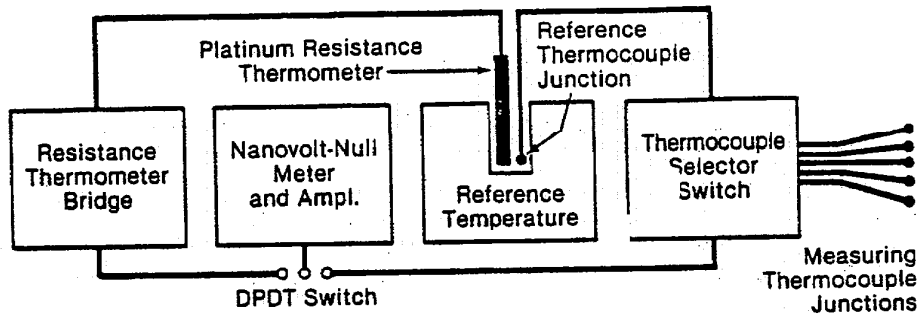 Platinum Resistance
Thermometer
Reference
Thermocouple
Junction
Resistance
Thermometer
Bridge
Nanovolt-Null
Meter
and Ampl.
Reference
Temperature
Thermocouple
Selector
Switch
DPDT Switch
Measuring
Thermocouple
Junctions